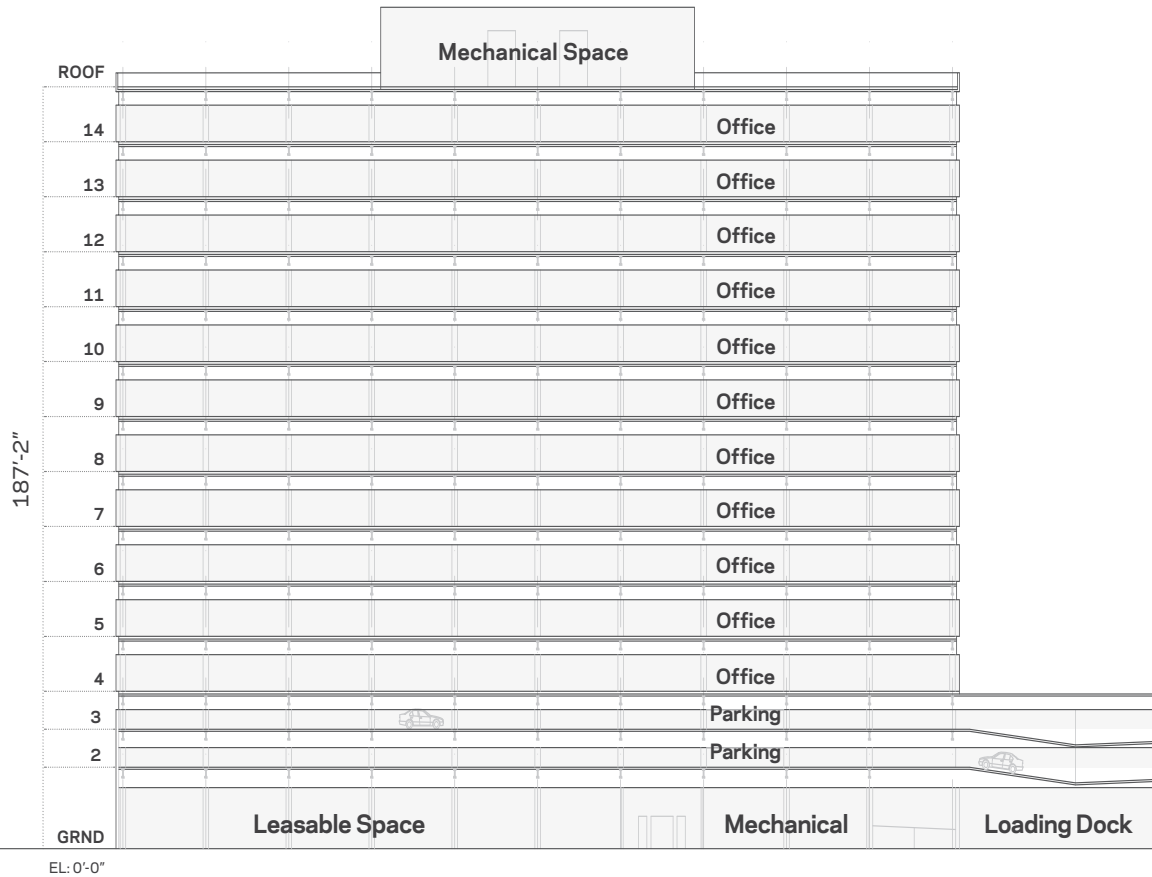 Mechanical Space
ROOF
14 Office
13 Office
12 Office
11 Office
10 Office
9 Office
8 Office
187'-2"
7 Office
6 Office
5 Office
4 Office
3 Parking
2 Parking
GRND Leasable Space Mechanical Loading Dock
EL: 0'-0"